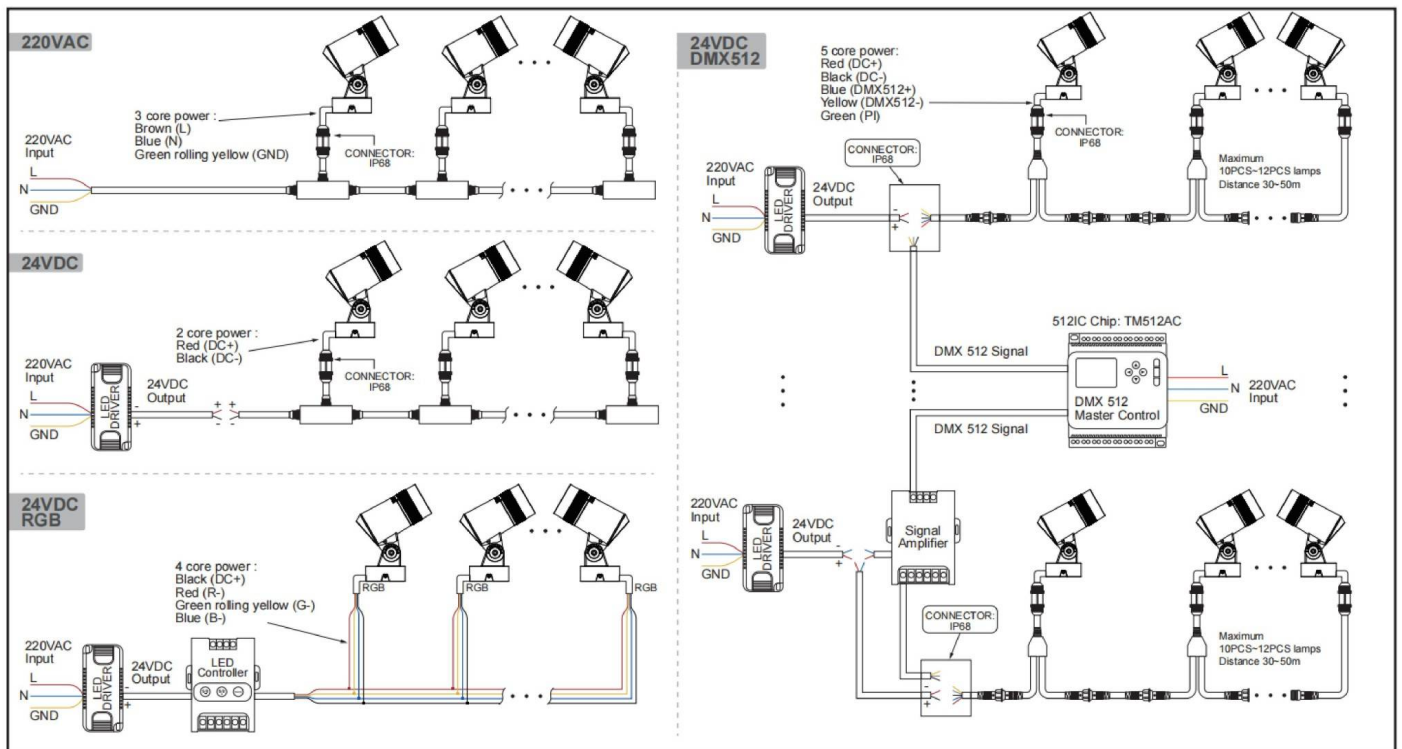 220VAC
3 core power :
Brown (L)
Blue (N)
Green rolling yellow (GND)
CONNECTOR:
IP68
220VAC
Input
L
N
GND
24VDC
2 core power :
Red (DC+)
Black (DC-)
CONNECTOR:
IP68
220VAC
Input
L
N
GND
LED
DRIVER
-
+
24VDC
Output
+ +
- -
24VDC
RGB
4 core power :
Black (DC+)
Red (R-)
Green rolling yellow (G-)
Blue (B-)
RGB
RGB
RGB
220VAC
Input
L
N
GND
LED
DRIVER
-
+
24VDC
Output
LED
Controller
24VDC
DMX512
5 core power:
Red (DC+)
Black (DC-)
Blue (DMX512+)
Yellow (DMX512-)
Green (PI)
CONNECTOR:
IP68
CONNECTOR:
IP68
Maximum
10PCS~12PCS lamps
Distance 30~50m
220VAC
Input
L
N
GND
LED
DRIVER
24VDC
Output
-
+
512IC Chip: TM512AC
DMX 512 Signal
DMX 512
Master Control
L
N
GND
220VAC
Input
DMX 512 Signal
220VAC
Input
L
N
GND
LED
DRIVER
24VDC
Output
-
+
Signal
Amplifier
CONNECTOR:
IP68
-
+
Maximum
10PCS~12PCS lamps
Distance 30~50m